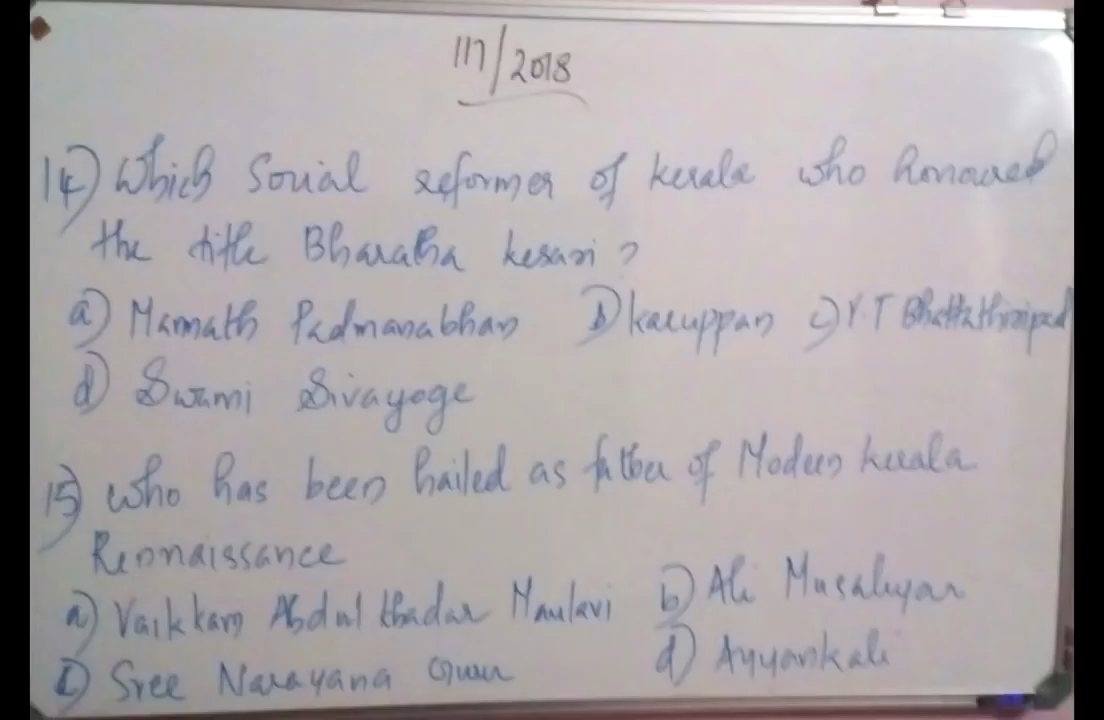 117/2018
14) Which Social reformer of kerala who honoured
the title Bharatha kesari?
a) Mannath Padmanabhan b) karuppan c) V.T Bhattathiripad
d) Swami Sivayoge
15) who has been hailed as father of Modern kerala
Rennaissance
a) Vaikkam Abdul khadar Maulavi b) Ali Musaliyar
c) Sree Narayana Guru d) Ayyankali